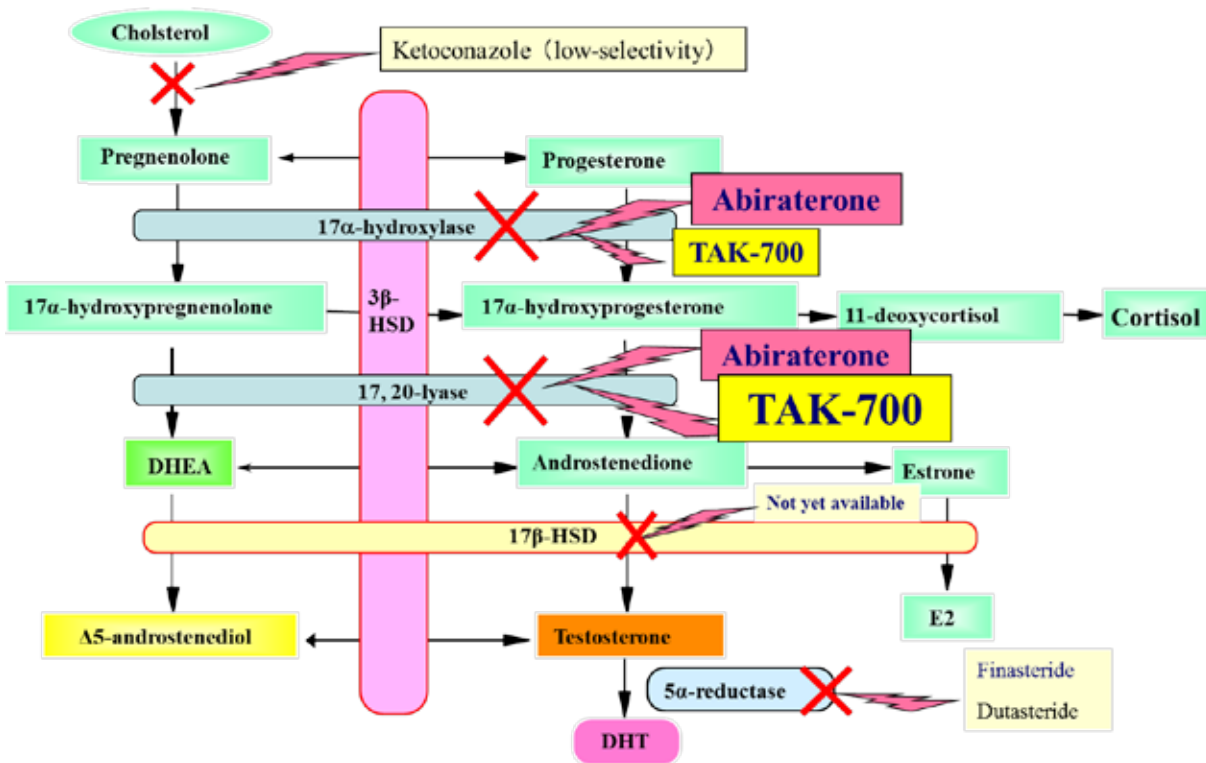 Cholsterol
Ketoconazole (low-selectivity)
Pregnenolone
Progesterone
Abiraterone
17α-hydroxylase
TAK-700
17α-hydroxypregnenolone
3β-
HSD
17α-hydroxyprogesterone
11-deoxycortisol
Cortisol
Abiraterone
17, 20-lyase
TAK-700
DHEA
Androstenedione
Estrone
Not yet available
17β-HSD
Δ5-androstenediol
Testosterone
E2
5α-reductase
Finasteride
Dutasteride
DHT